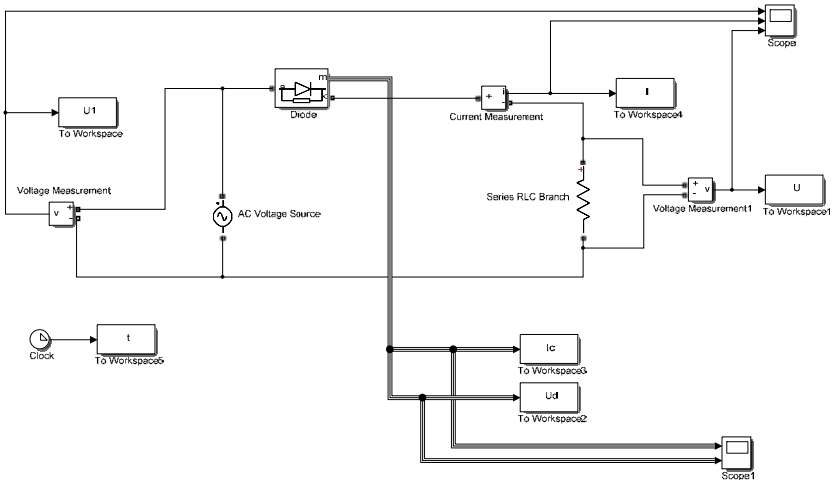 Scope
m
a
k
Diode
U1
To Workspace
+
i
-
Current Measurement
I
To Workspace4
Voltage Measurement
v
+
-
AC Voltage Source
+
Series RLC Branch
+
-
v
Voltage Measurement1
U
To Workspace1
Clock
t
To Workspace5
Ic
To Workspace3
Ud
To Workspace2
Scope1